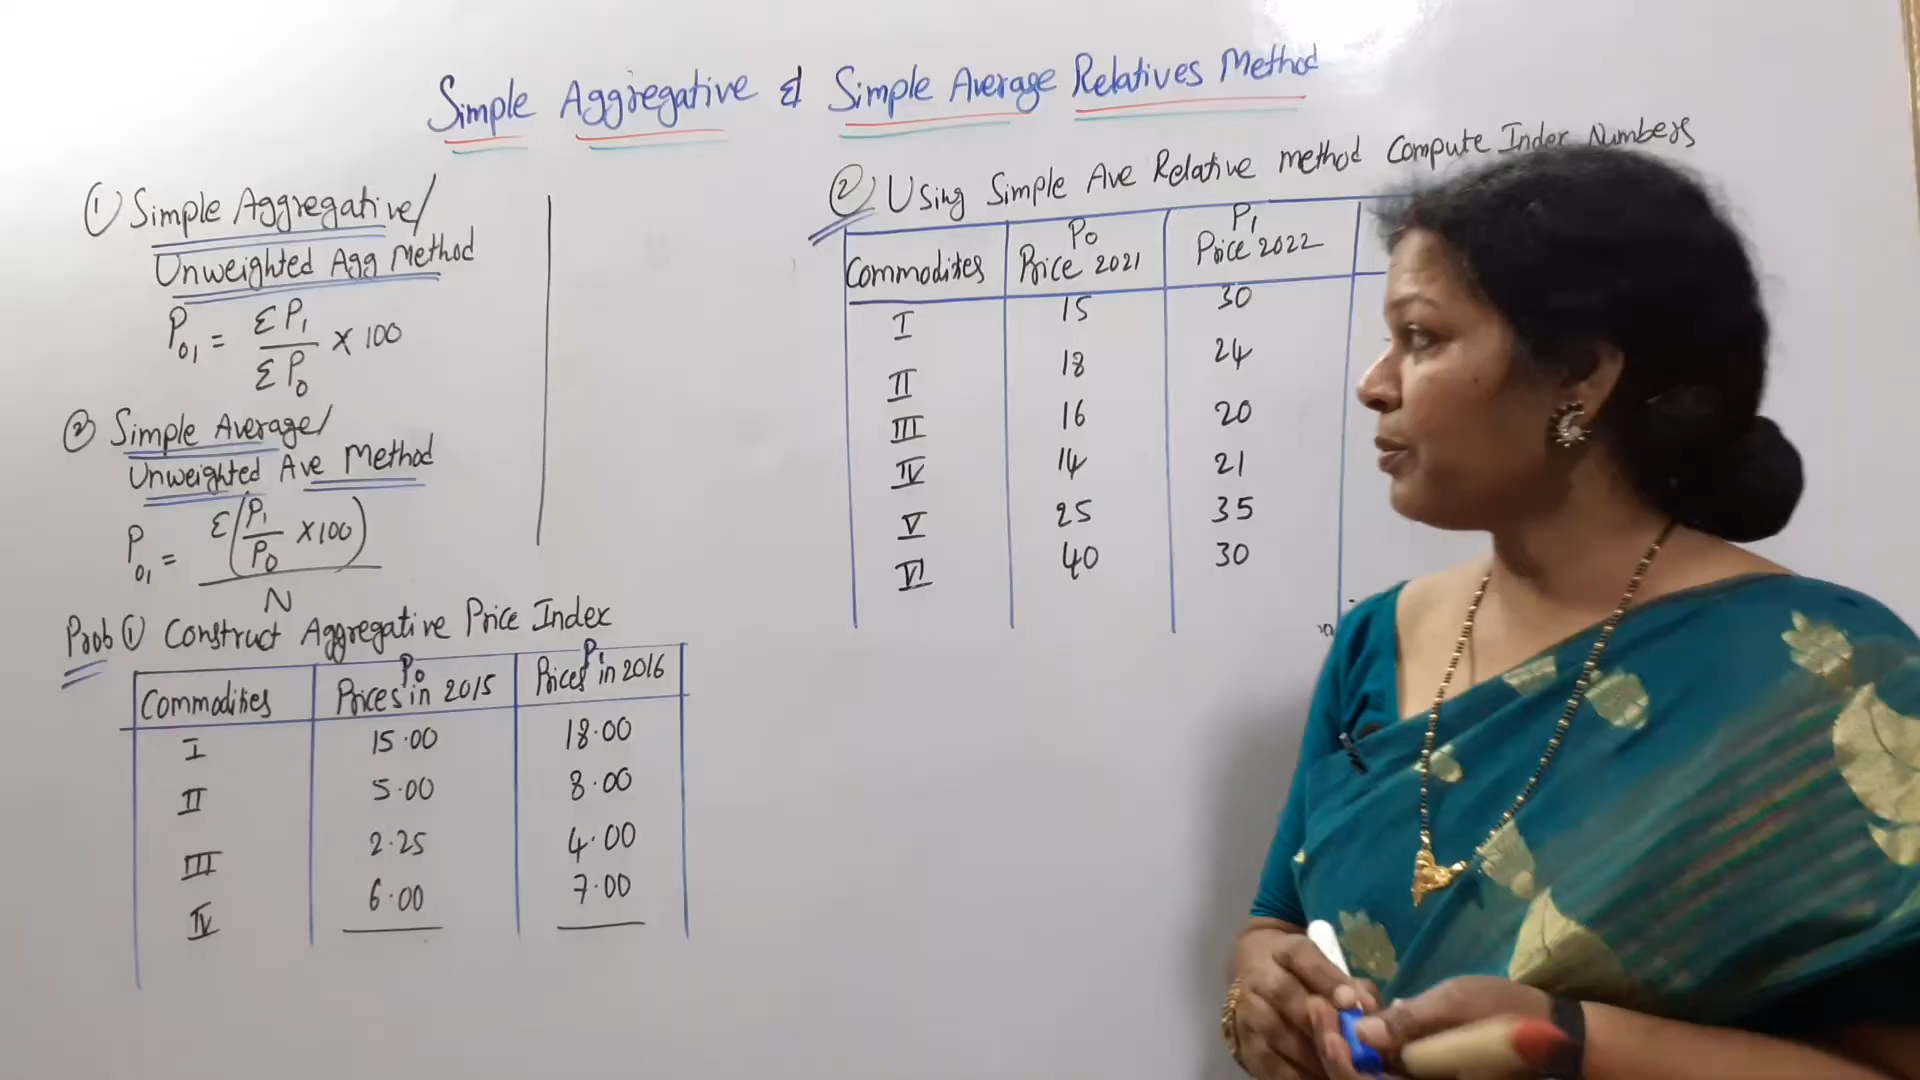 Simple Aggregative & Simple Average Relatives Method
① Simple Aggregative/
Unweighted Agg Method
P01 = ΣP1 / ΣP0 × 100
② Simple Average/
Unweighted Ave Method
P01 = Σ(P1/P0 ×100) / N
Prob ① Construct Aggregative Price Index
Commodities | P0 Prices in 2015 | P1 Prices in 2016
I | 15.00 | 18.00
II | 5.00 | 8.00
III | 2.25 | 4.00
IV | 6.00 | 7.00
② Using Simple Ave Relative method Compute Index Numbers
Commodities | P0 Price 2021 | P1 Price 2022
I | 15 | 30
II | 18 | 24
III | 16 | 20
IV | 14 | 21
V | 25 | 35
VI | 40 | 30